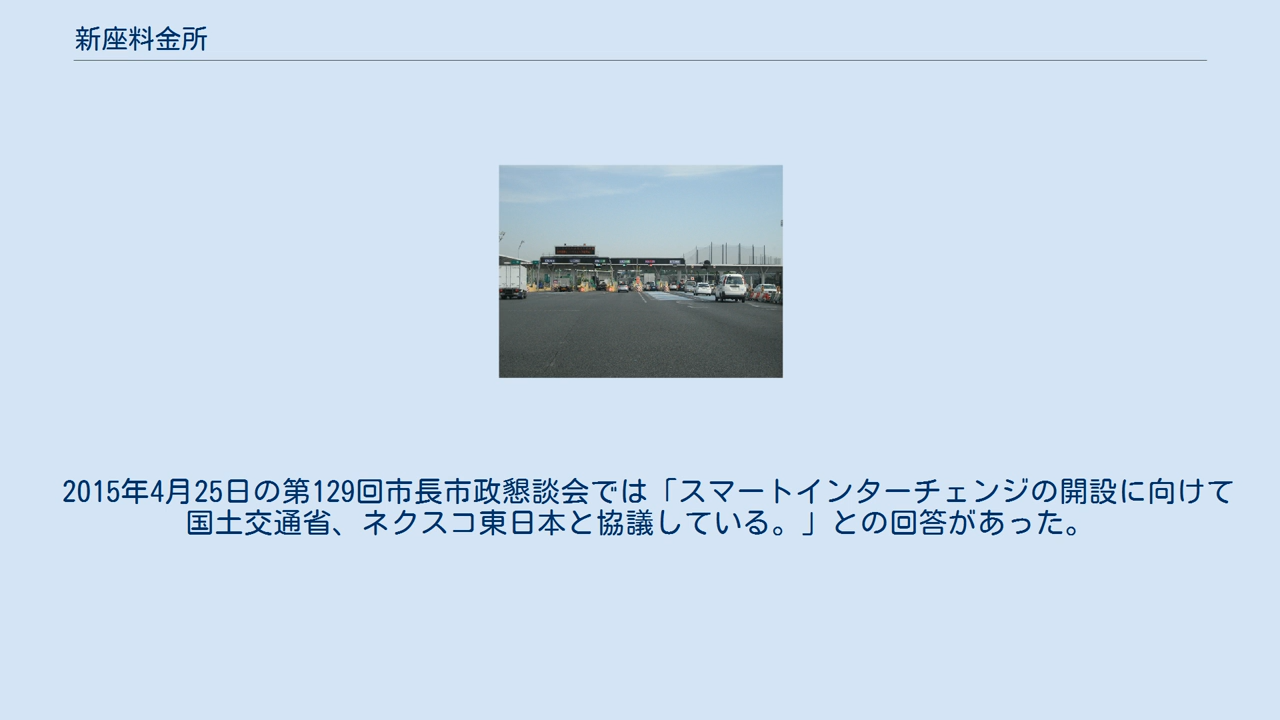 新座料金所
2015年4月25日の第129回市長市政懇談会では「スマートインターチェンジの開設に向けて
国土交通省、ネクスコ東日本と協議している。」との回答があった。